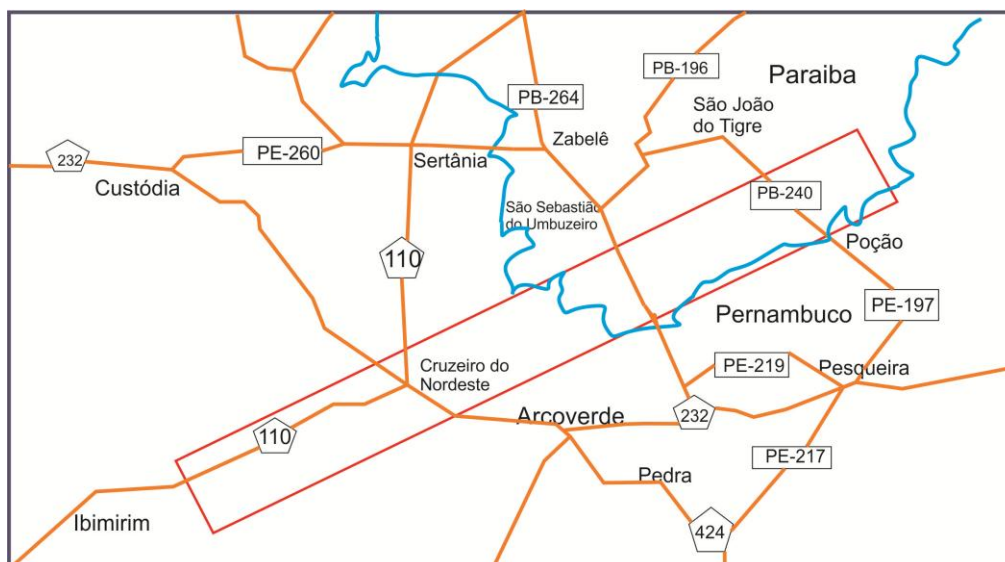 PB-196
Paraiba
PB-264
São João
do Tigre
232
PE-260
Zabelê
Sertânia
Custódia
PB-240
São Sebastião
do Umbuzeiro
Poção
110
PE-197
Pernambuco
Cruzeiro do
Nordeste
PE-219
Pesqueira
Arcoverde
232
110
PE-217
Pedra
Ibimirim
424